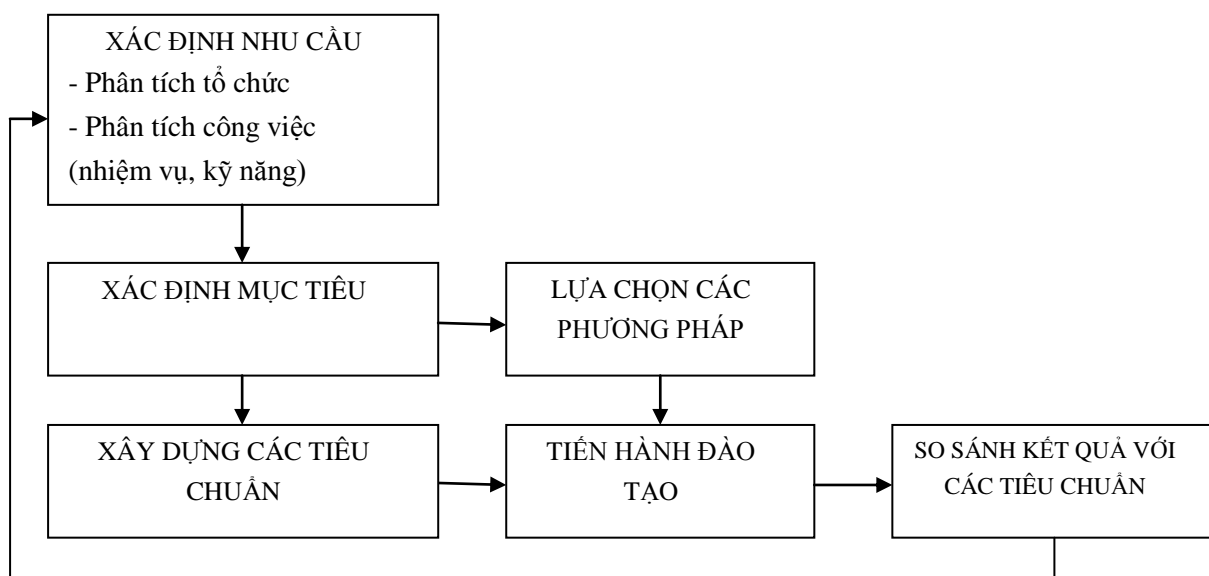 XÁC ĐỊNH NHU CẦU
- Phân tích tổ chức
- Phân tích công việc
(nhiệm vụ, kỹ năng)
XÁC ĐỊNH MỤC TIÊU
LỰA CHỌN CÁC
PHƯƠNG PHÁP
XÂY DỰNG CÁC TIÊU
CHUẨN
TIẾN HÀNH ĐÀO
TẠO
SO SÁNH KẾT QUẢ VỚI
CÁC TIÊU CHUẨN